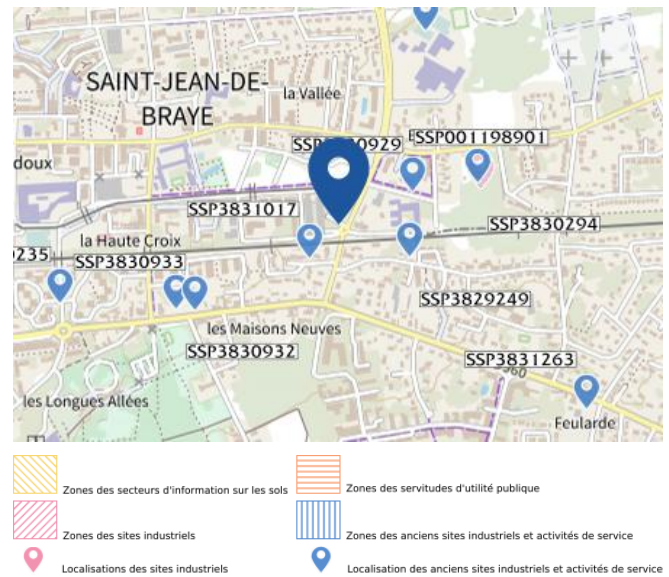 SAINT-JEAN-DE-
BRAYE
la Vallée
SSP001198901
doux
SSP3831017
SSP3830294
la Haute Croix
0235
SSP3830933
SSP3829249
les Maisons Neuves
SSP3830932
SSP3831263
les Longues Allées
Feularde
Zones des secteurs d'information sur les sols
Zones des servitudes d'utilité publique
Zones des sites industriels
Zones des anciens sites industriels et activités de service
Localisations des sites industriels
Localisation des anciens sites industriels et activités de service